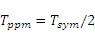 T_ppm = T_sym/2